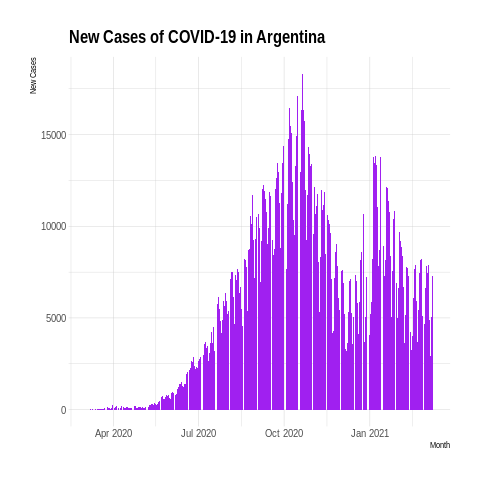 New Cases of COVID-19 in Argentina
New Cases
15000
10000
5000
0
Apr 2020 Jul 2020 Oct 2020 Jan 2021
Month